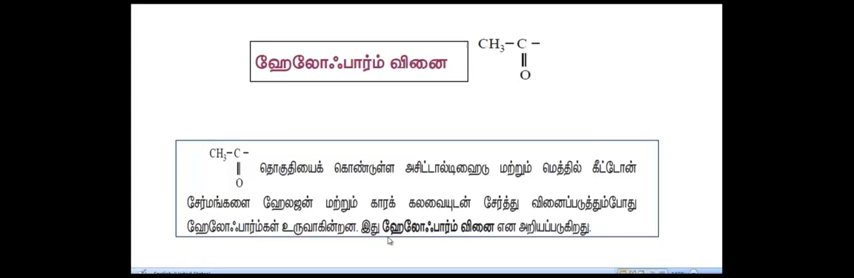 ஹேலோஃபார்ம் வினை
CH₃–C–
‖
O
CH₃–C–
‖
O
தொகுதியைக் கொண்டுள்ள அசிட்டால்டிஹைடு மற்றும் மெத்தில் கீட்டோன்
சேர்மங்களை ஹேலஜன் மற்றும் காரக் கலவையுடன் சேர்த்து வினைப்படுத்தும்போது
ஹேலோஃபார்ம்கள் உருவாகின்றன. இது ஹேலோஃபார்ம் வினை என அறியப்படுகிறது.